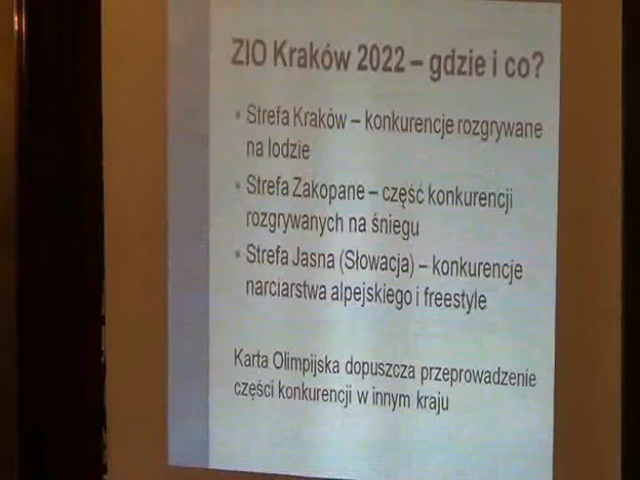 ZIO Kraków 2022 – gdzie i co?
• Strefa Kraków – konkurencje rozgrywane
na lodzie
• Strefa Zakopane – część konkurencji
rozgrywanych na śniegu
• Strefa Jasna (Słowacja) – konkurencje
narciarstwa alpejskiego i freestyle
Karta Olimpijska dopuszcza przeprowadzenie
części konkurencji w innym kraju